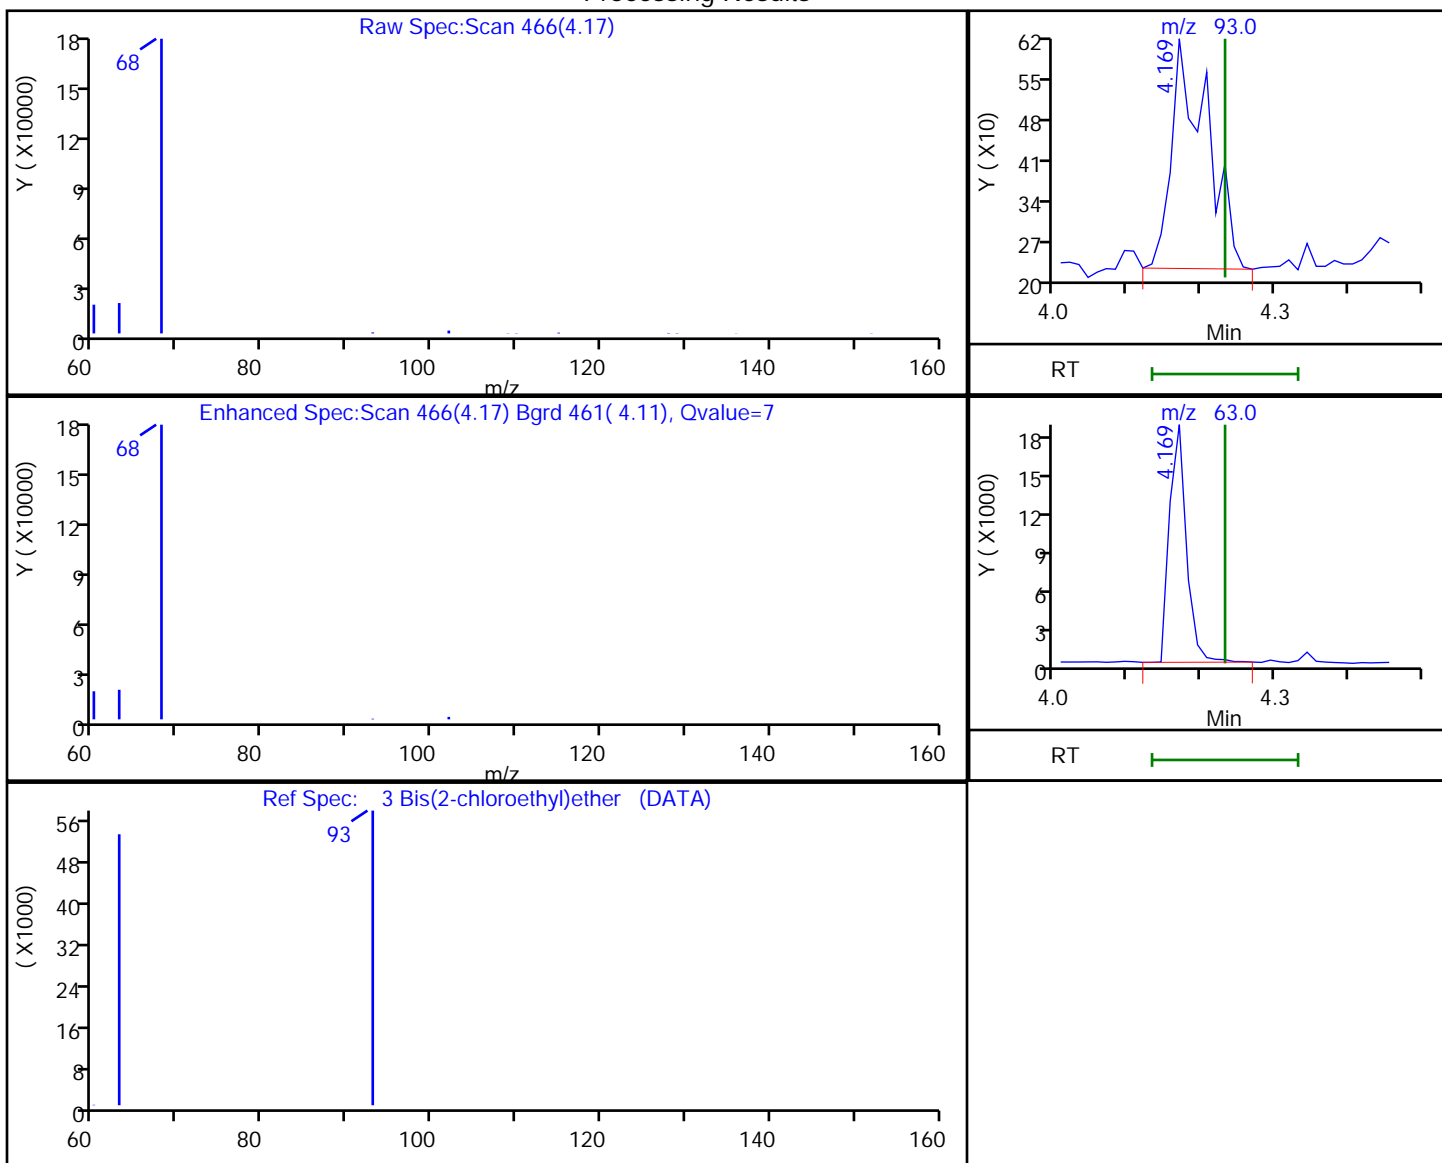 Processing Results
Raw Spec:Scan 466(4.17)
68
Y ( X10000)
18
15
12
9
6
3
0
60 80 100 120 140 160
m/z
m/z 93.0
4.169
Y ( X10)
62
55
48
41
34
27
20
4.0 4.3
Min
RT
Enhanced Spec:Scan 466(4.17) Bgrd 461( 4.11), Qvalue=7
68
Y ( X10000)
18
15
12
9
6
3
0
60 80 100 120 140 160
m/z
m/z 63.0
4.169
Y ( X1000)
18
15
12
9
6
3
0
4.0 4.3
Min
RT
Ref Spec: 3 Bis(2-chloroethyl)ether (DATA)
93
( X1000)
56
48
40
32
24
16
8
0
60 80 100 120 140 160